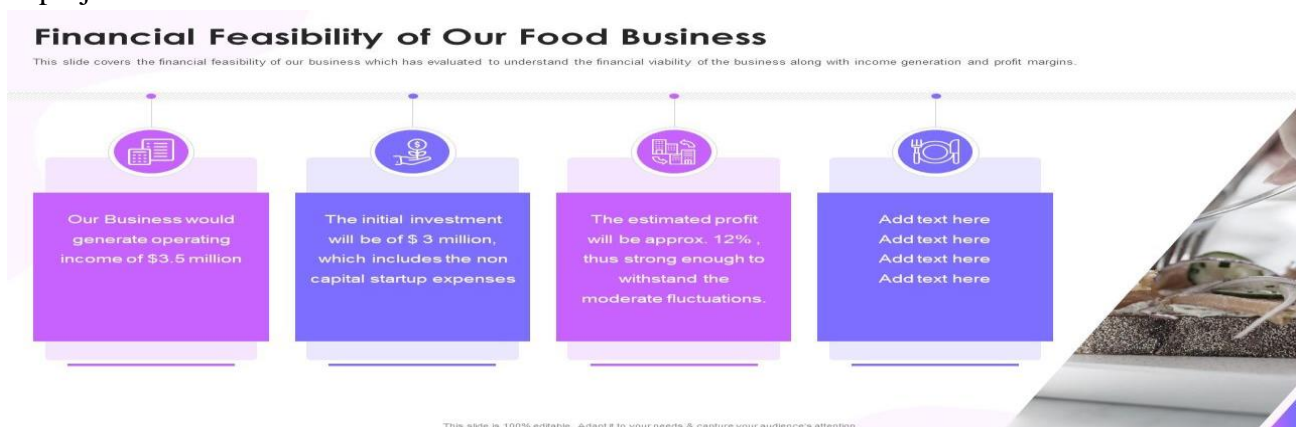 Financial Feasibility of Our Food Business
This slide covers the financial feasibility of our business which has evaluated to understand the financial viability of the business along with income generation and profit margins.
Our Business would
generate operating
income of $3.5 million
The initial investment
will be of $ 3 million,
which includes the non
capital startup expenses
The estimated profit
will be approx. 12% ,
thus strong enough to
withstand the
moderate fluctuations.
Add text here
Add text here
Add text here
Add text here
This slide is 100% editable. Adapt it to your needs & capture your audience's attention.